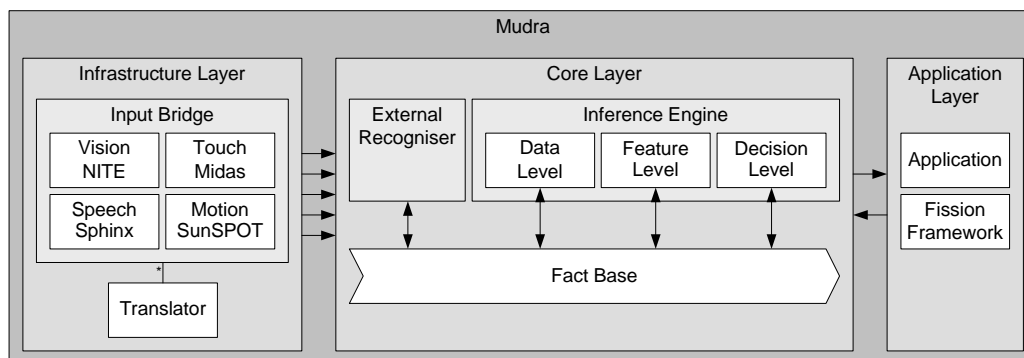 Mudra
Infrastructure Layer
Input Bridge
Vision
NITE
Touch
Midas
Speech
Sphinx
Motion
SunSPOT
*
Translator
Core Layer
External
Recogniser
Inference Engine
Data
Level
Feature
Level
Decision
Level
Fact Base
Application
Layer
Application
Fission
Framework